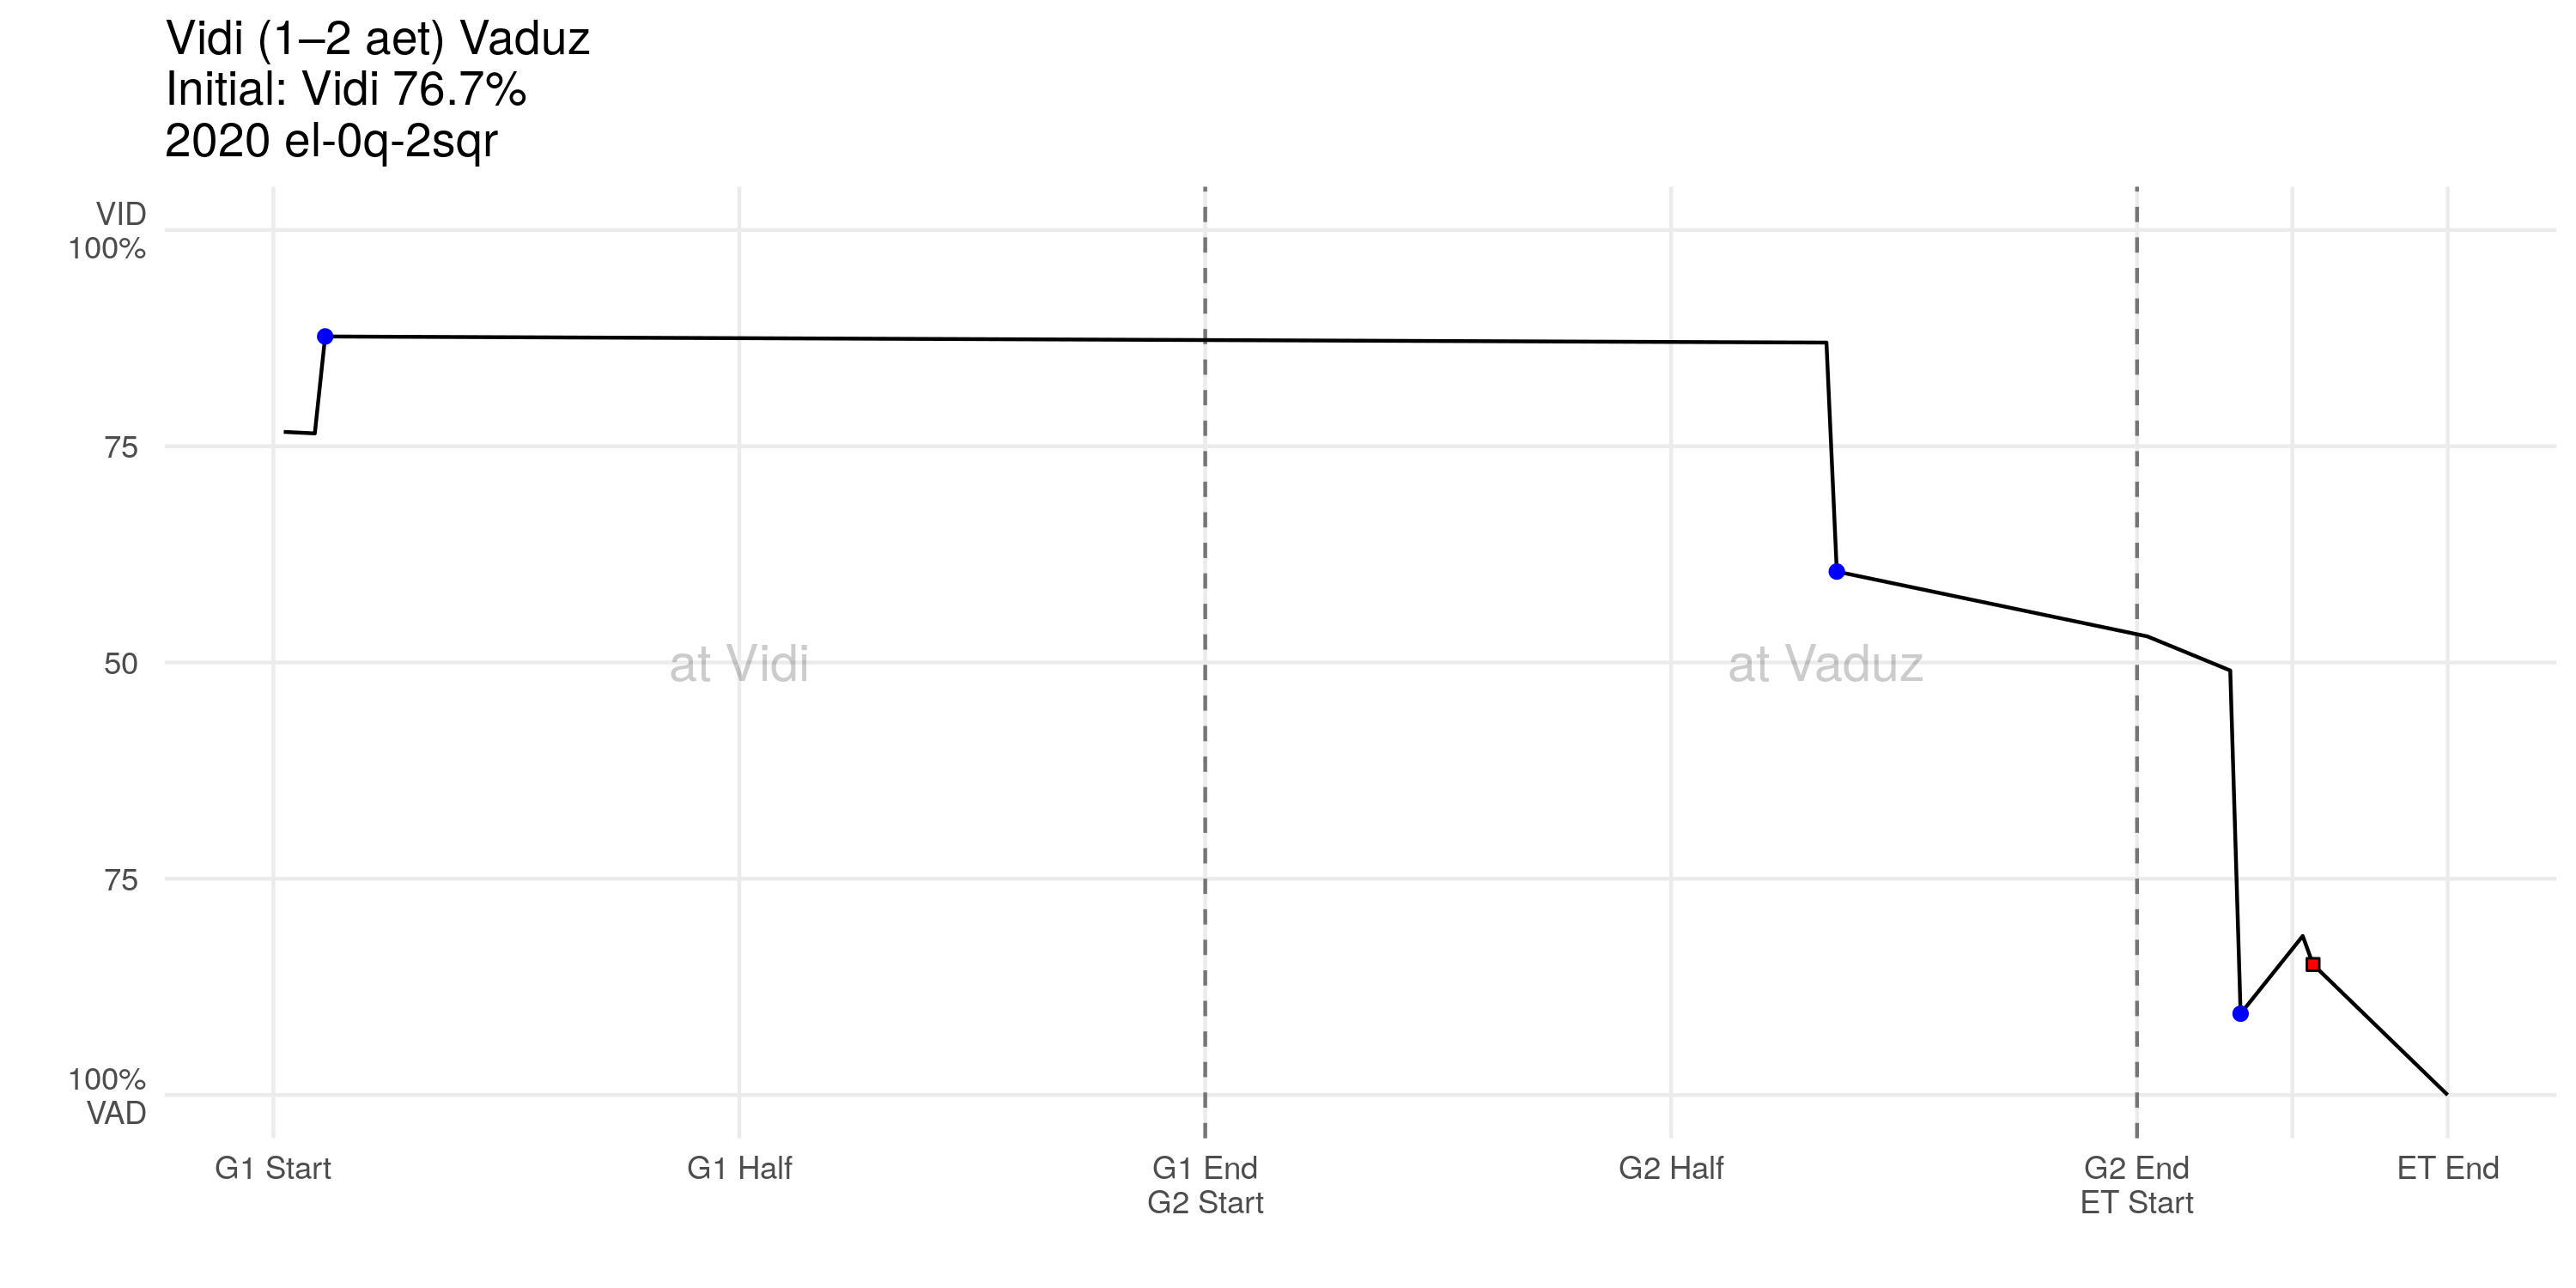 Vidi (1–2 aet) Vaduz
Initial: Vidi 76.7%
2020 el-0q-2sqr
VID
100%
75
50
75
100%
VAD
at Vidi
at Vaduz
G1 Start
G1 Half
G1 End
G2 Start
G2 Half
G2 End
ET Start
ET End